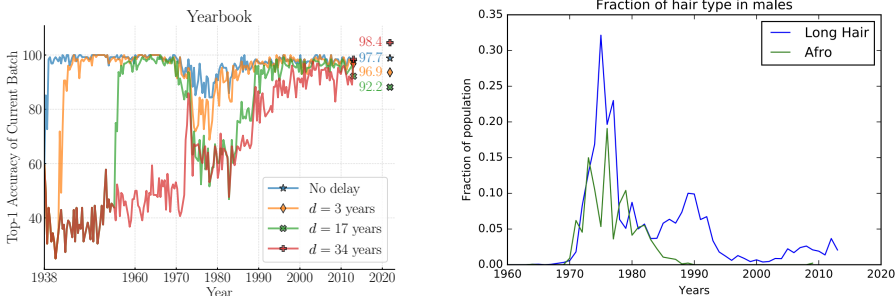 Yearbook
Top-1 Accuracy of Current Batch
100
80
60
40
1938
1960
1970
1980
1990
2000
2010
2020
Year
98.4
97.7
96.9
92.2
No delay
d = 3 years
d = 17 years
d = 34 years
Fraction of hair type in males
Fraction of population
0.35
0.30
0.25
0.20
0.15
0.10
0.05
0.00
1960
1970
1980
1990
2000
2010
2020
Years
Long Hair
Afro